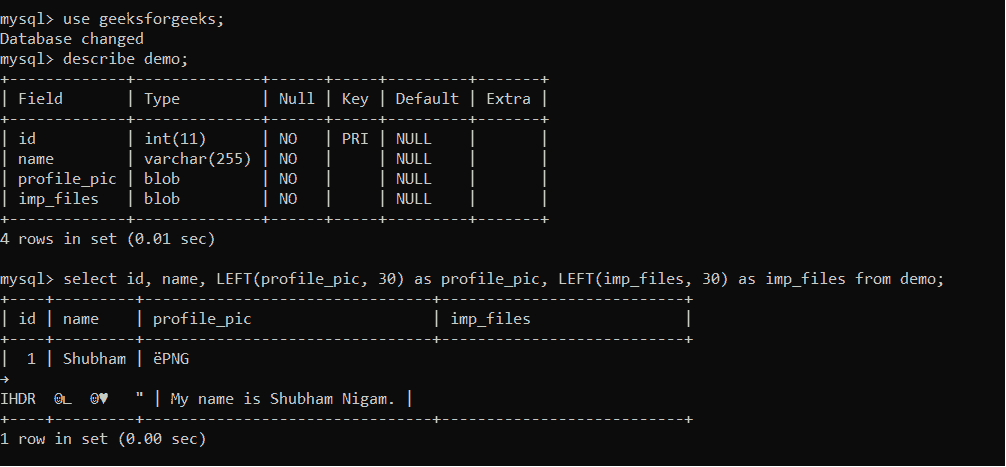 mysql> use geeksforgeeks;
Database changed
mysql> describe demo;
+-------------+--------------+------+-----+---------+-------+
| Field       | Type         | Null | Key | Default | Extra |
+-------------+--------------+------+-----+---------+-------+
| id          | int(11)      | NO   | PRI | NULL    |       |
| name        | varchar(255) | NO   |     | NULL    |       |
| profile_pic | blob         | NO   |     | NULL    |       |
| imp_files   | blob         | NO   |     | NULL    |       |
+-------------+--------------+------+-----+---------+-------+
4 rows in set (0.01 sec)
mysql> select id, name, LEFT(profile_pic, 30) as profile_pic, LEFT(imp_files, 30) as imp_files from demo;
+----+---------+--------------------------------+---------------------------+
| id | name    | profile_pic                    | imp_files                 |
+----+---------+--------------------------------+---------------------------+
|  1 | Shubham | ëPNG
→
IHDR  ☺∟  ☺♥   " | My name is Shubham Nigam. |
+----+---------+--------------------------------+---------------------------+
1 row in set (0.00 sec)